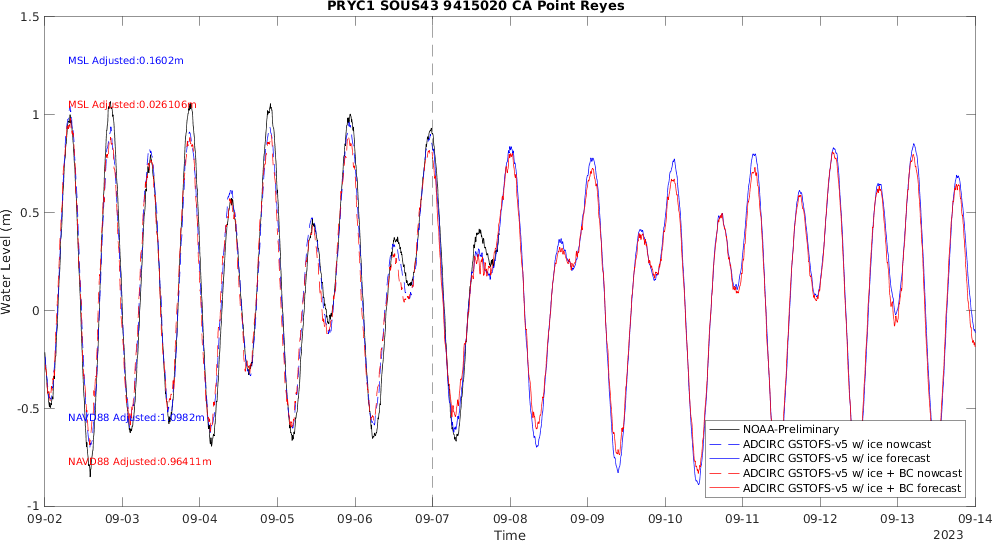 PRYC1 SOUS43 9415020 CA Point Reyes
1.5
1
0.5
0
-0.5
-1
Water Level (m)
MSL Adjusted:0.1602m
MSL Adjusted:0.026106m
NAVD88 Adjusted:1.0982m
NAVD88 Adjusted:0.96411m
NOAA-Preliminary
ADCIRC GSTOFS-v5 w/ ice nowcast
ADCIRC GSTOFS-v5 w/ ice forecast
ADCIRC GSTOFS-v5 w/ ice + BC nowcast
ADCIRC GSTOFS-v5 w/ ice + BC forecast
09-02 09-03 09-04 09-05 09-06 09-07 09-08 09-09 09-10 09-11 09-12 09-13 09-14
Time
2023